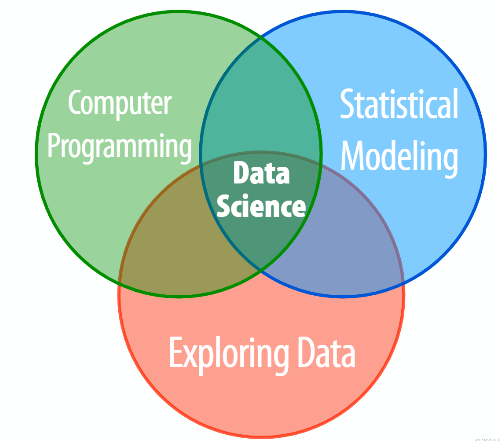 Computer
Programming
Statistical
Modeling
Data
Science
Exploring Data